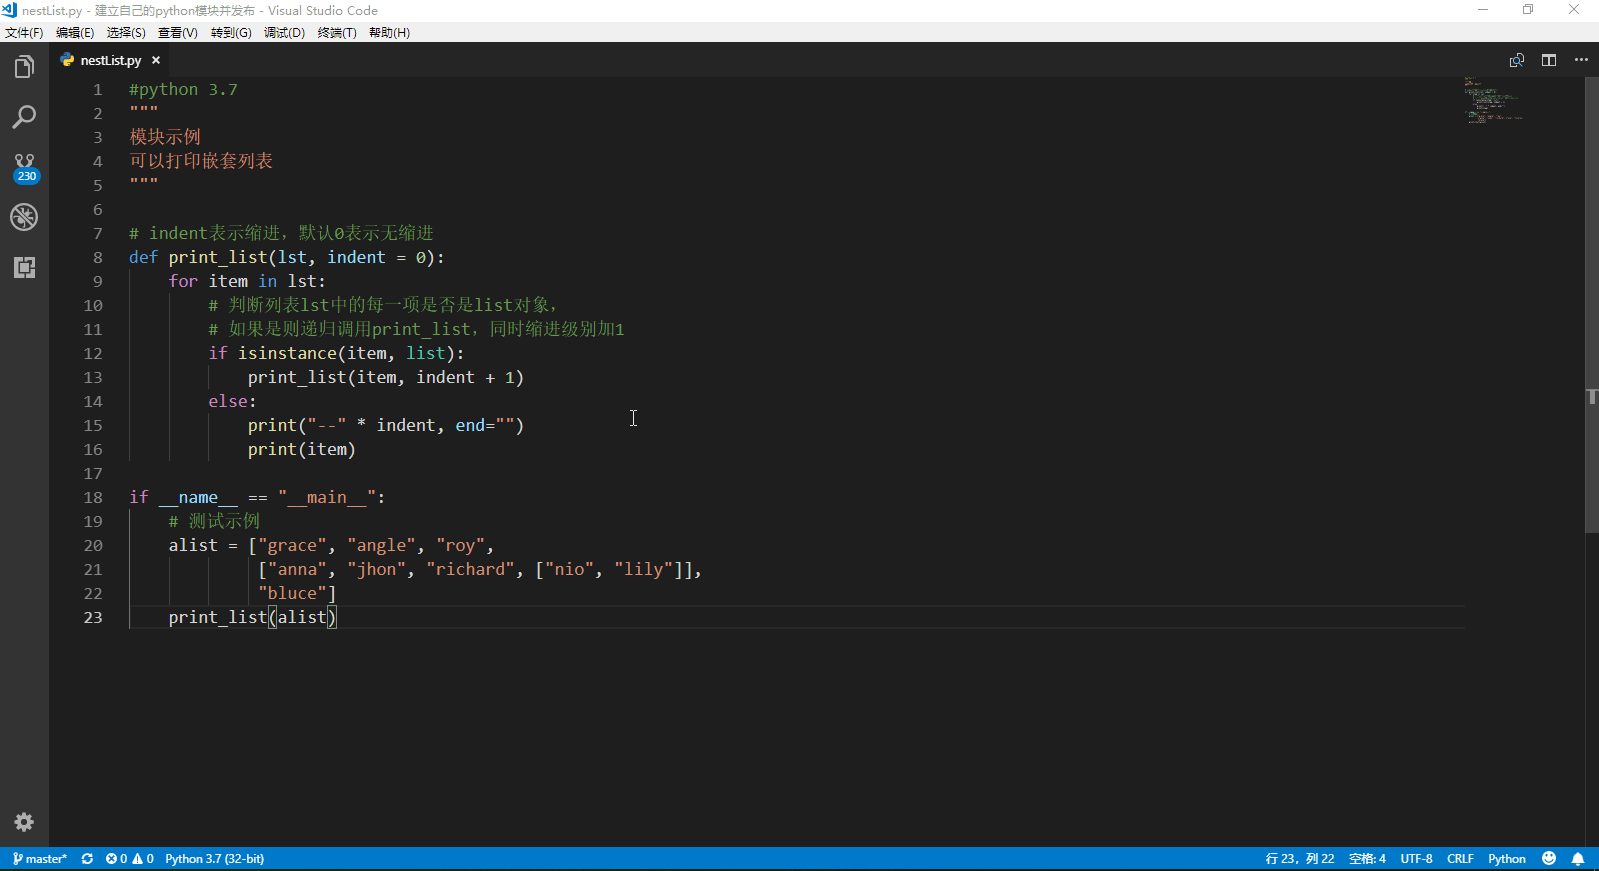 nestList.py - 建立自己的python模块并发布 - Visual Studio Code
文件(F) 编辑(E) 选择(S) 查看(V) 转到(G) 调试(D) 终端(T) 帮助(H)
nestList.py ×
1 #python 3.7
2 """
3 模块示例
4 可以打印嵌套列表
5 """
6
7 # indent表示缩进，默认0表示无缩进
8 def print_list(lst, indent = 0):
9 for item in lst:
10 # 判断列表lst中的每一项是否是list对象，
11 # 如果是则递归调用print_list，同时缩进级别加1
12 if isinstance(item, list):
13 print_list(item, indent + 1)
14 else:
15 print("--" * indent, end="")
16 print(item)
17
18 if __name__ == "__main__":
19 # 测试示例
20 alist = ["grace", "angle", "roy",
21 ["anna", "jhon", "richard", ["nio", "lily"]],
22 "bluce"]
23 print_list(alist)
230
master* 0 0 Python 3.7 (32-bit) 行 23，列 22 空格: 4 UTF-8 CRLF Python